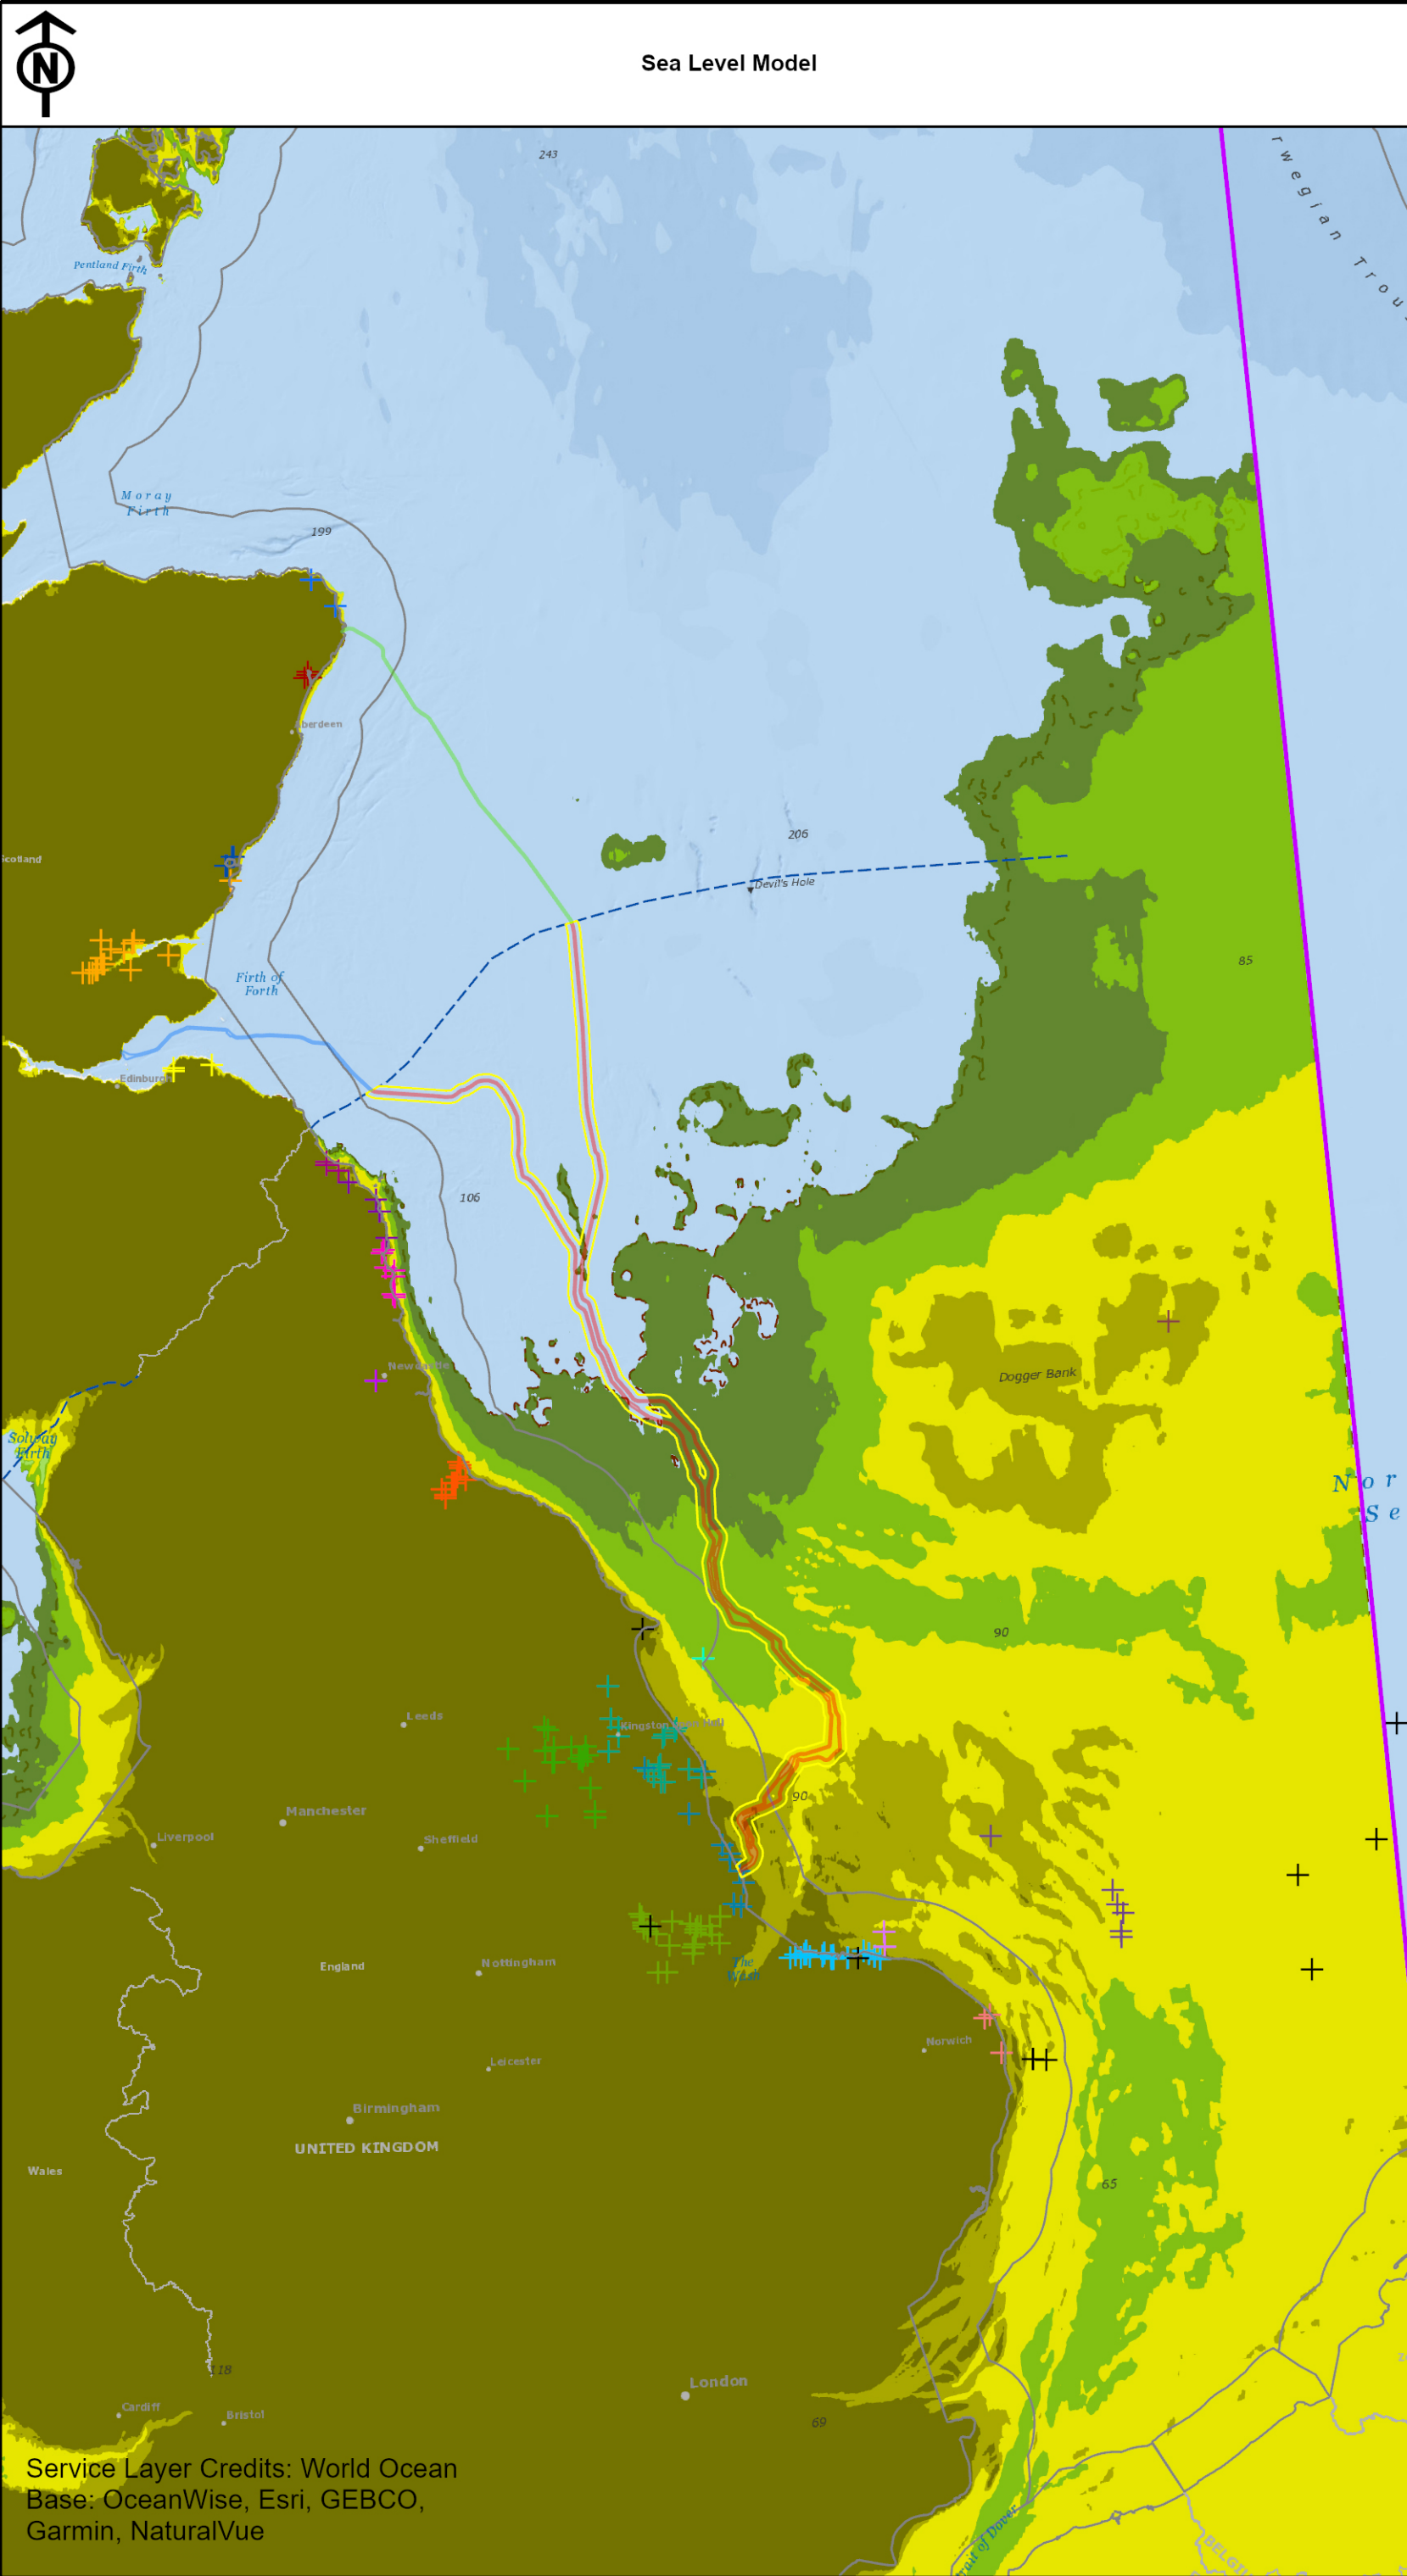 N
Sea Level Model
243
Pentland Firth
Moray
Firth
199
Aberdeen
Scotland
206
Devil's Hole
85
Firth of
Forth
Edinburgh
106
Newcastle
Dogger Bank
Solway
Firth
Nor
Se
90
Leeds
Manchester
Liverpool
Sheffield
90
England
Nottingham
The
Wash
Norwich
Leicester
Birmingham
UNITED KINGDOM
Wales
65
118
London
Cardiff
Bristol
69
Service Layer Credits: World Ocean
Base: OceanWise, Esri, GEBCO,
Garmin, NaturalVue